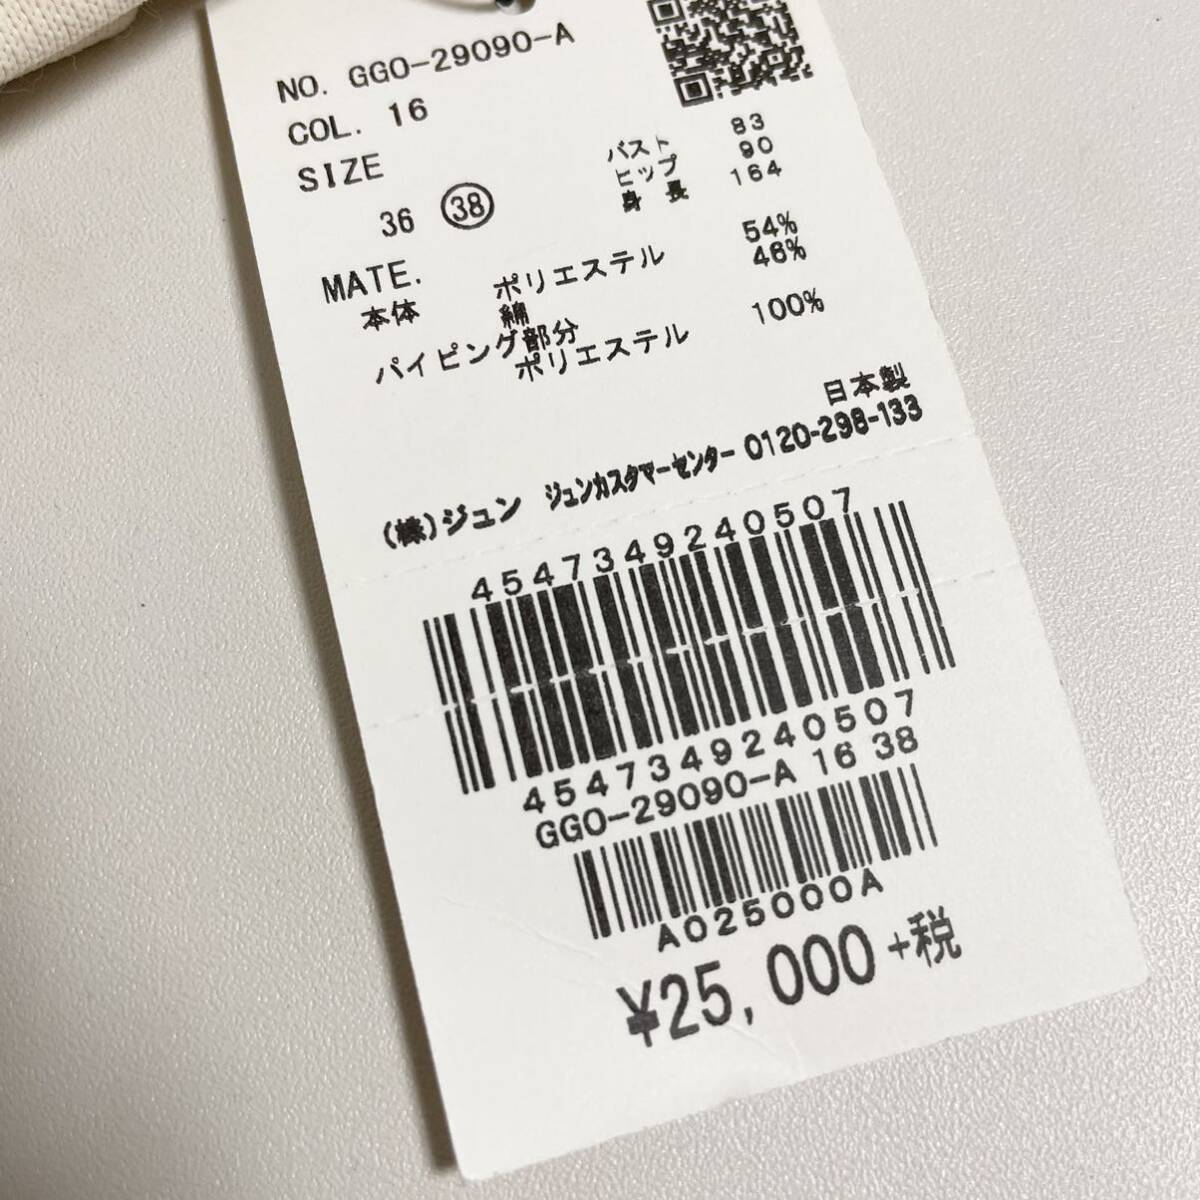 NO. GGO-29090-A
COL. 16
SIZE
36 38
バスト 83
ヒップ 90
身長 164
MATE.
本体 ポリエステル 54%
綿 46%
パイピング部分
ポリエステル 100%
日本製
(株)ジュン ジュンカスタマーセンター 0120-298-133
4547349240507
4547349240507
GGO-29090-A 16 38
A025000A
¥25,000+税